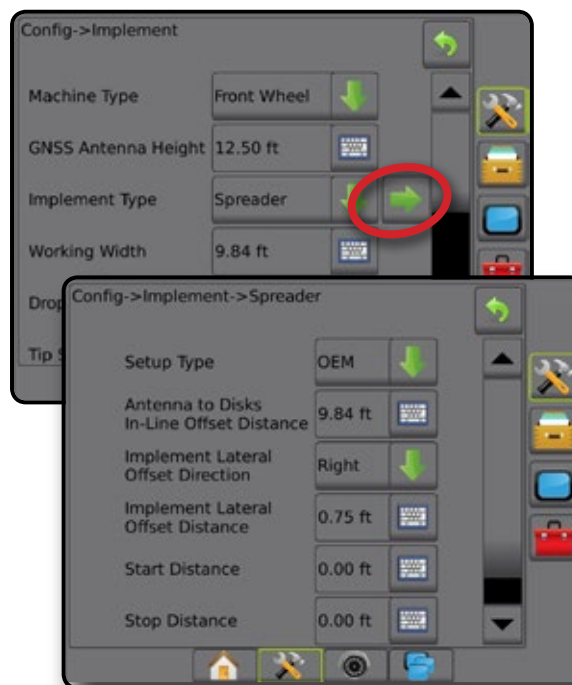 Config->Implement
Machine Type Front Wheel
GNSS Antenna Height 12.50 ft
Implement Type Spreader
Working Width 9.84 ft
Config->Implement->Spreader
Setup Type OEM
Antenna to Disks
In-Line Offset Distance 9.84 ft
Implement Lateral
Offset Direction Right
Implement Lateral
Offset Distance 0.75 ft
Start Distance 0.00 ft
Stop Distance 0.00 ft